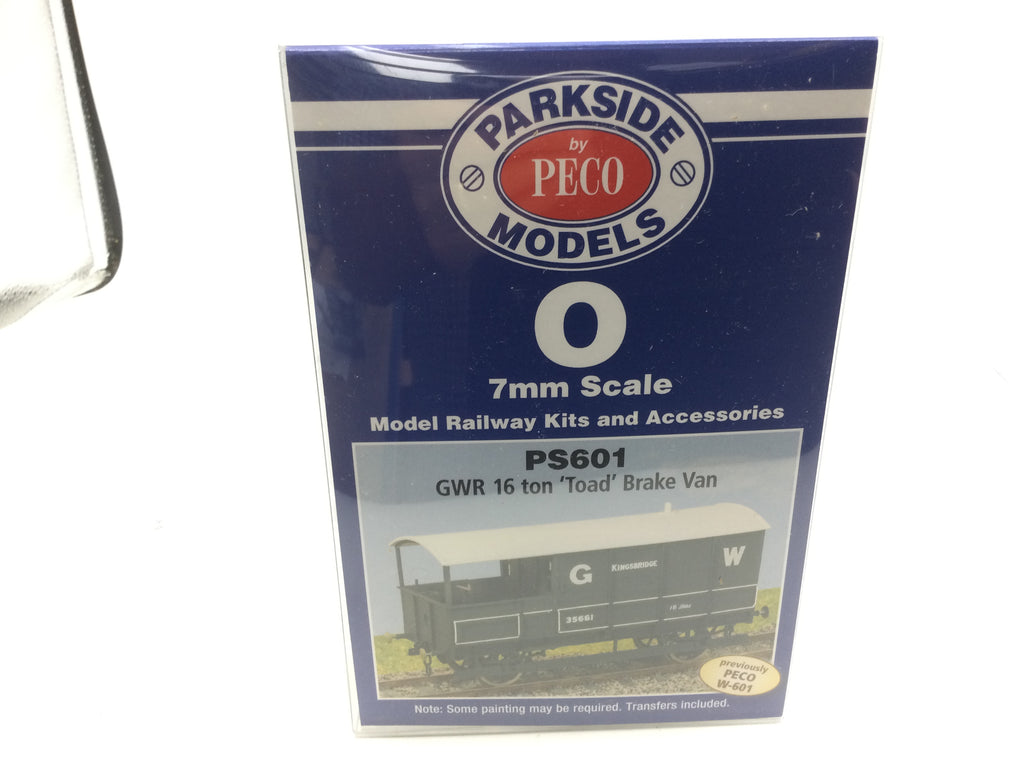 PARKSIDE
by
PECO
MODELS
O
7mm Scale
Model Railway Kits and Accessories
PS601
GWR 16 ton 'Toad' Brake Van
G KINGSBRIDGE W
35661
previously
PECO
W-601
Note: Some painting may be required. Transfers included.